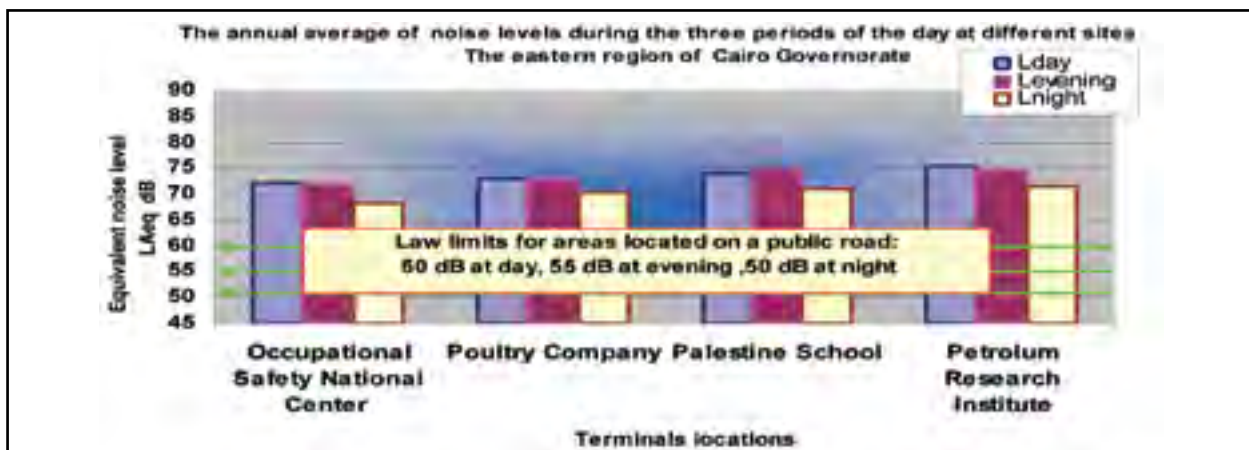 The annual average of noise levels during the three periods of the day at different sites
The eastern region of Cairo Governorate
Lday
Levening
Lnight
Equivalent noise level
LAeq dB
90
85
80
75
70
65
60
55
50
45
Law limits for areas located on a public road:
60 dB at day, 55 dB at evening ,50 dB at night
Occupational
Safety National
Center
Poultry Company
Palestine School
Petrolum
Research
Institute
Terminals locations